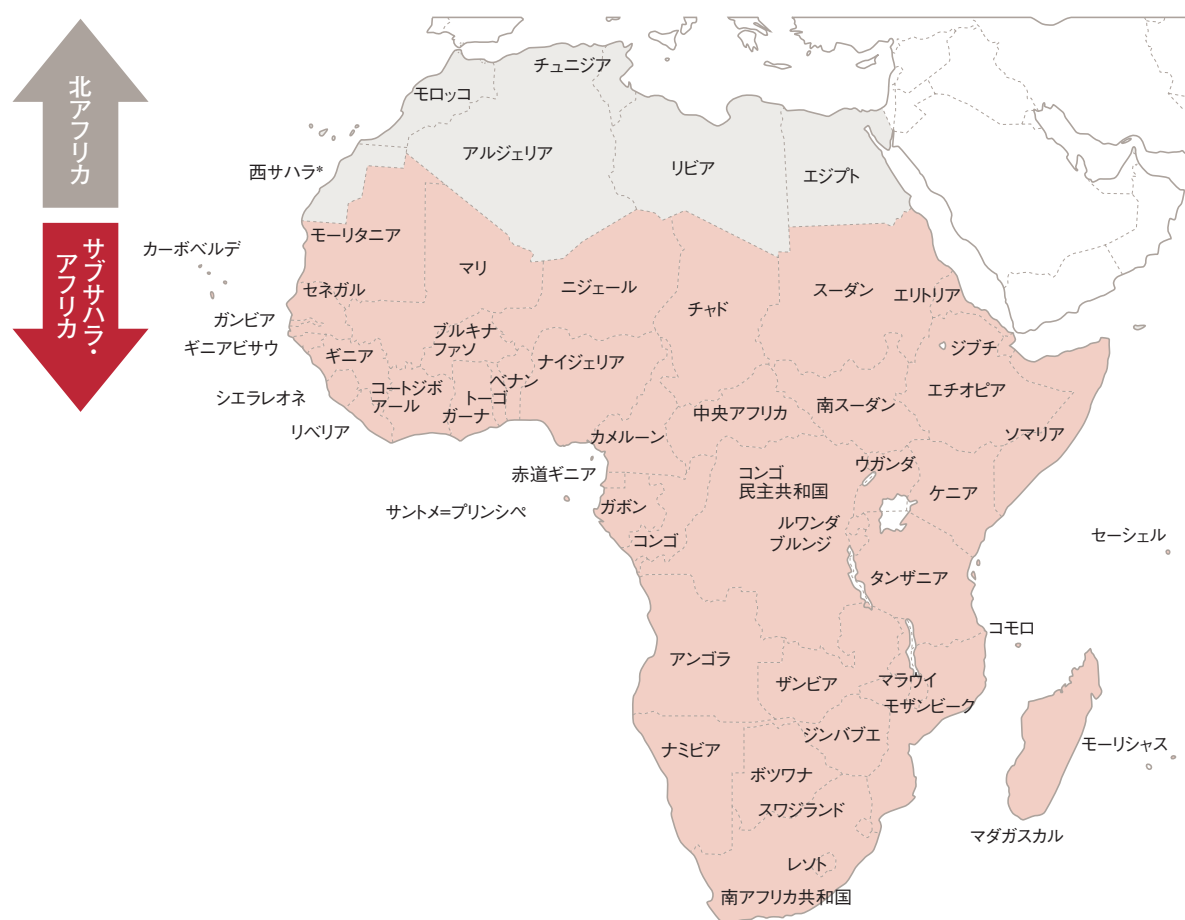 北アフリカ
サブサハラ・
アフリカ
チュニジア
モロッコ
アルジェリア
リビア
エジプト
西サハラ*
モーリタニア
カーボベルデ
マリ
ニジェール
チャド
スーダン
エリトリア
セネガル
ガンビア
ギニアビサウ
ギニア
ブルキナ
ファソ
ナイジェリア
ジブチ
シエラレオネ
コートジボ
アール
ベナン
トーゴ
ガーナ
中央アフリカ
南スーダン
エチオピア
リベリア
カメルーン
ソマリア
赤道ギニア
コンゴ
民主共和国
ウガンダ
ケニア
サントメ=プリンシペ
ガボン
コンゴ
ルワンダ
ブルンジ
セーシェル
タンザニア
コモロ
アンゴラ
ザンビア
マラウイ
モザンビーク
ナミビア
ジンバブエ
モーリシャス
ボツワナ
スワジランド
マダガスカル
レソト
南アフリカ共和国